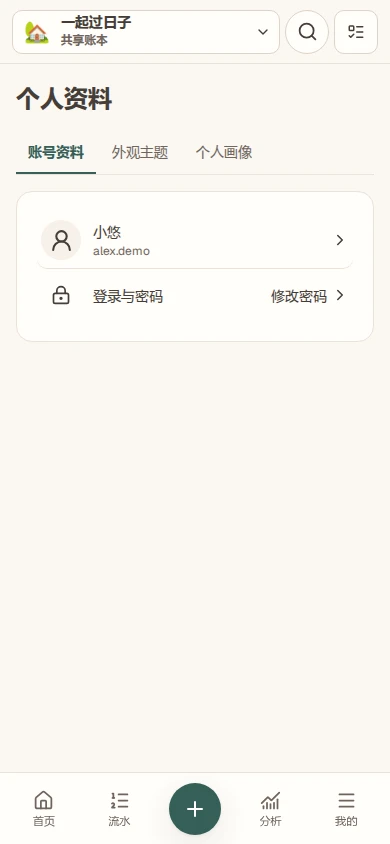 一起过日子
共享账本
个人资料
账号资料 外观主题 个人画像
小悠
alex.demo
登录与密码 修改密码
首页 流水 分析 我的